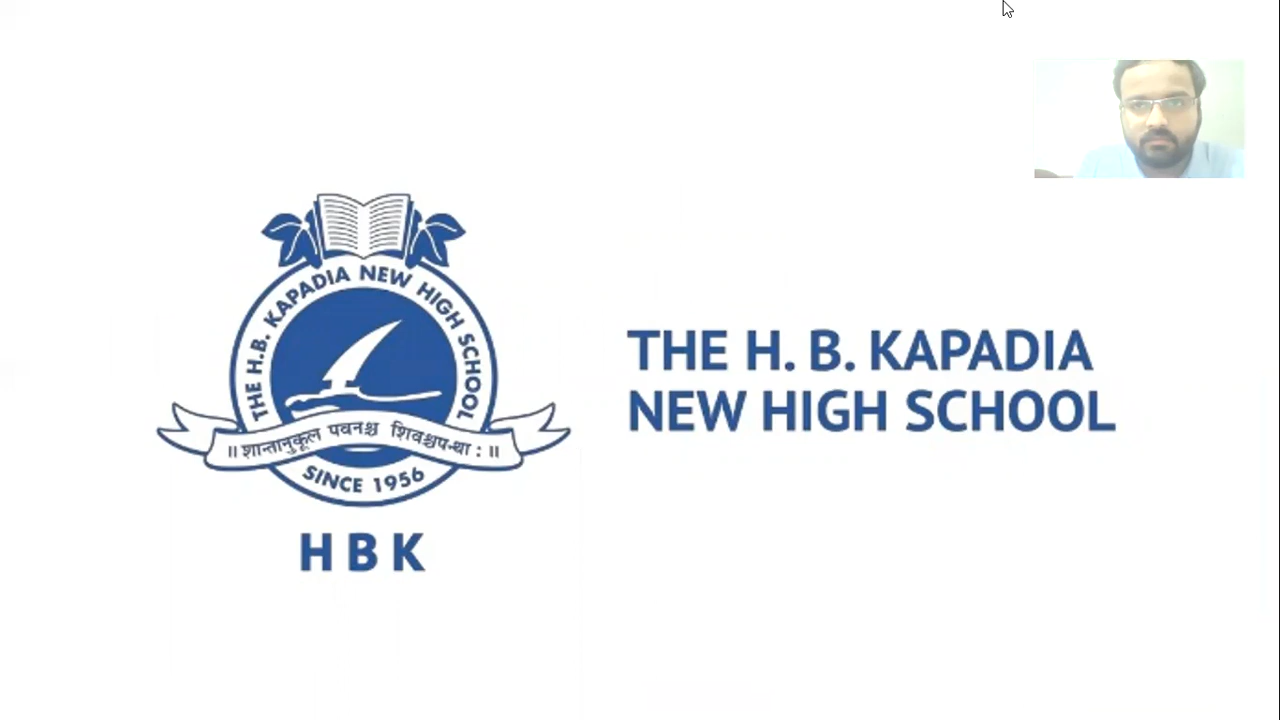 THE H.B. KAPADIA NEW HIGH SCHOOL
॥ शान्तानुकूल पवनश्च शिवश्चपन्थाः ॥
SINCE 1956
HBK
THE H. B. KAPADIA
NEW HIGH SCHOOL